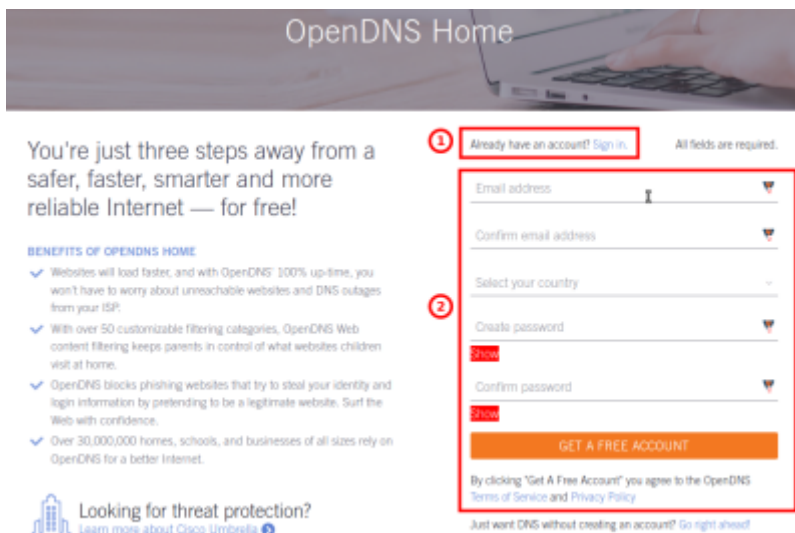 OpenDNS Home
You're just three steps away from a
safer, faster, smarter and more
reliable Internet — for free!
BENEFITS OF OPENDNS HOME
Websites will load faster, and with OpenDNS' 100% up-time, you
won't have to worry about unreachable websites and DNS outages
from your ISP.
With over 50 customizable filtering categories, OpenDNS Web
content filtering keeps parents in control of what websites children
visit at home.
OpenDNS blocks phishing websites that try to steal your identity and
login information by pretending to be a legitimate website. Surf the
Web with confidence.
Over 30,000,000 homes, schools, and businesses of all sizes rely on
OpenDNS for a better Internet.
Looking for threat protection?
Learn more about Cisco Umbrella
1
Already have an account? Sign in.
All fields are required.
2
Email address
Confirm email address
Select your country
Create password
Show
Confirm password
Show
GET A FREE ACCOUNT
By clicking "Get A Free Account" you agree to the OpenDNS
Terms of Service and Privacy Policy
Just want DNS without creating an account? Go right ahead!